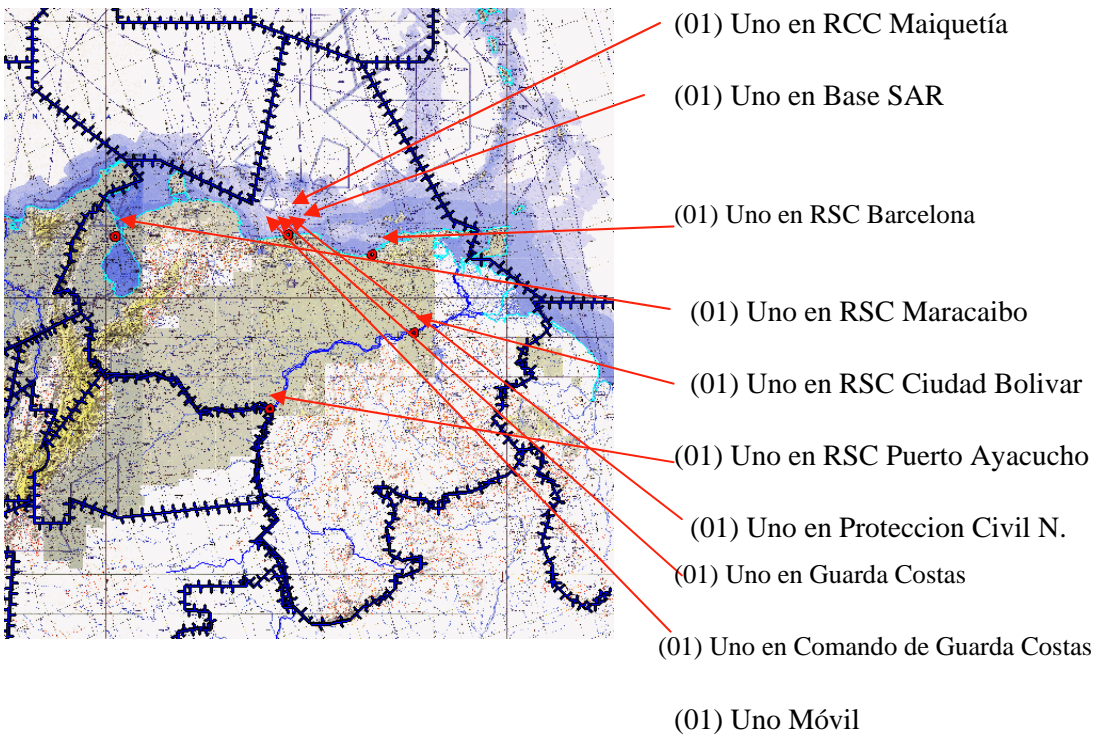 (01) Uno en RCC Maiquetía
(01) Uno en Base SAR
(01) Uno en RSC Barcelona
(01) Uno en RSC Maracaibo
(01) Uno en RSC Ciudad Bolivar
(01) Uno en RSC Puerto Ayacucho
(01) Uno en Proteccion Civil N.
(01) Uno en Guarda Costas
(01) Uno en Comando de Guarda Costas
(01) Uno Móvil